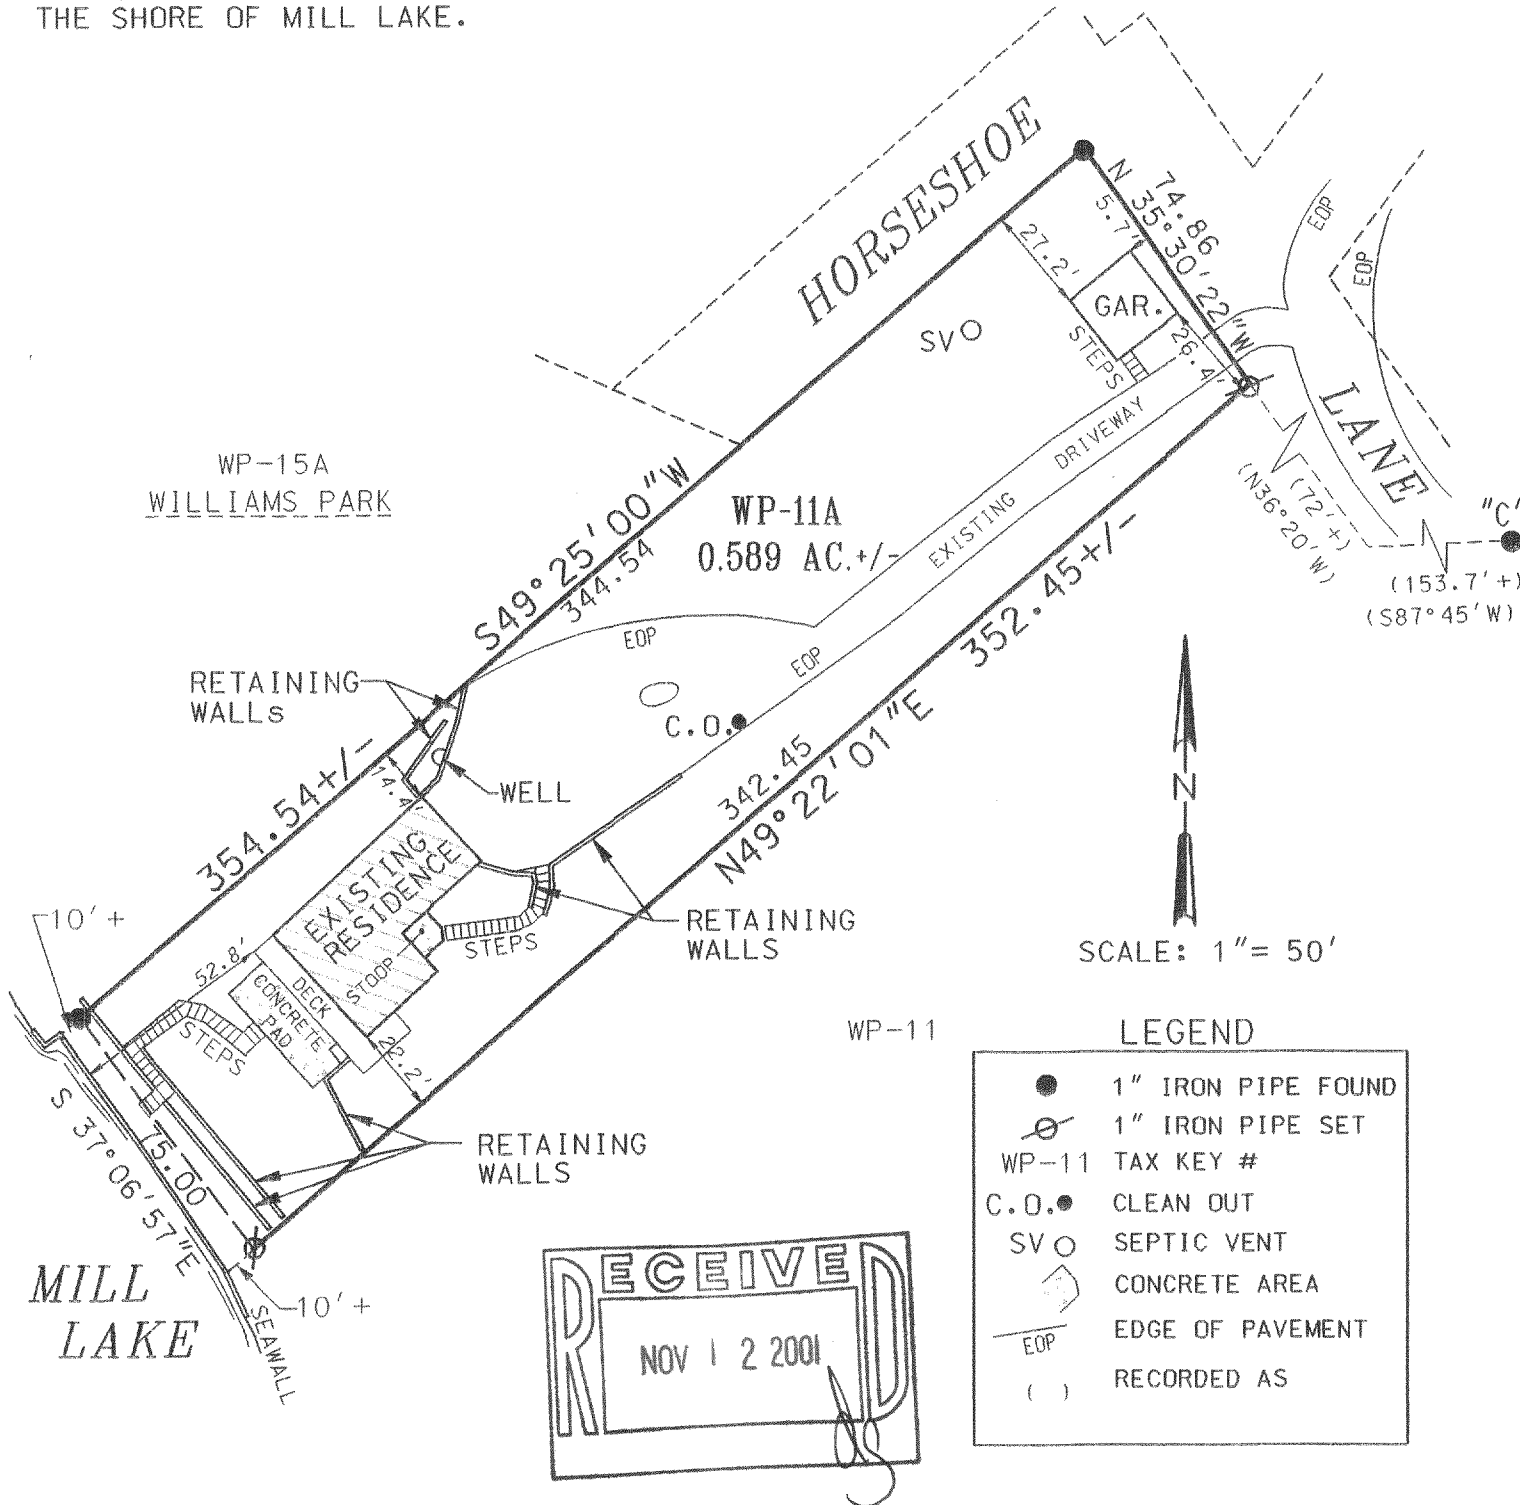 THE SHORE OF MILL LAKE.
HORSESHOE
LANE
74.86
N 35°30'22"W
5.7'
27.2'
GAR.
26.4'
STEPS
SV
EOP
EOP
DRIVEWAY
EXISTING
WP-15A
WILLIAMS PARK
S49°25'00"W
344.54
WP-11A
0.589 AC.+/-
352.45+/-
(72'+)
(N36°20'W)
"C"
(153.7'+)
(S87°45'W)
EOP
EOP
RETAINING
WALLs
C.O.
WELL
14.4'
354.54+/-
342.45
N49°22'01"E
N
SCALE: 1"= 50'
EXISTING
RESIDENCE
RETAINING
WALLS
STEPS
STOOP
10'+
52.8'
DECK
CONCRETE
PAD
STEPS
22.2'
S 37°06'57"E
75.00
RETAINING
WALLS
WP-11
MILL
LAKE
10'+
SEAWALL
RECEIVED
NOV 12 2001
LEGEND
1" IRON PIPE FOUND
1" IRON PIPE SET
WP-11 TAX KEY #
C.O. CLEAN OUT
SV SEPTIC VENT
CONCRETE AREA
EOP EDGE OF PAVEMENT
( ) RECORDED AS